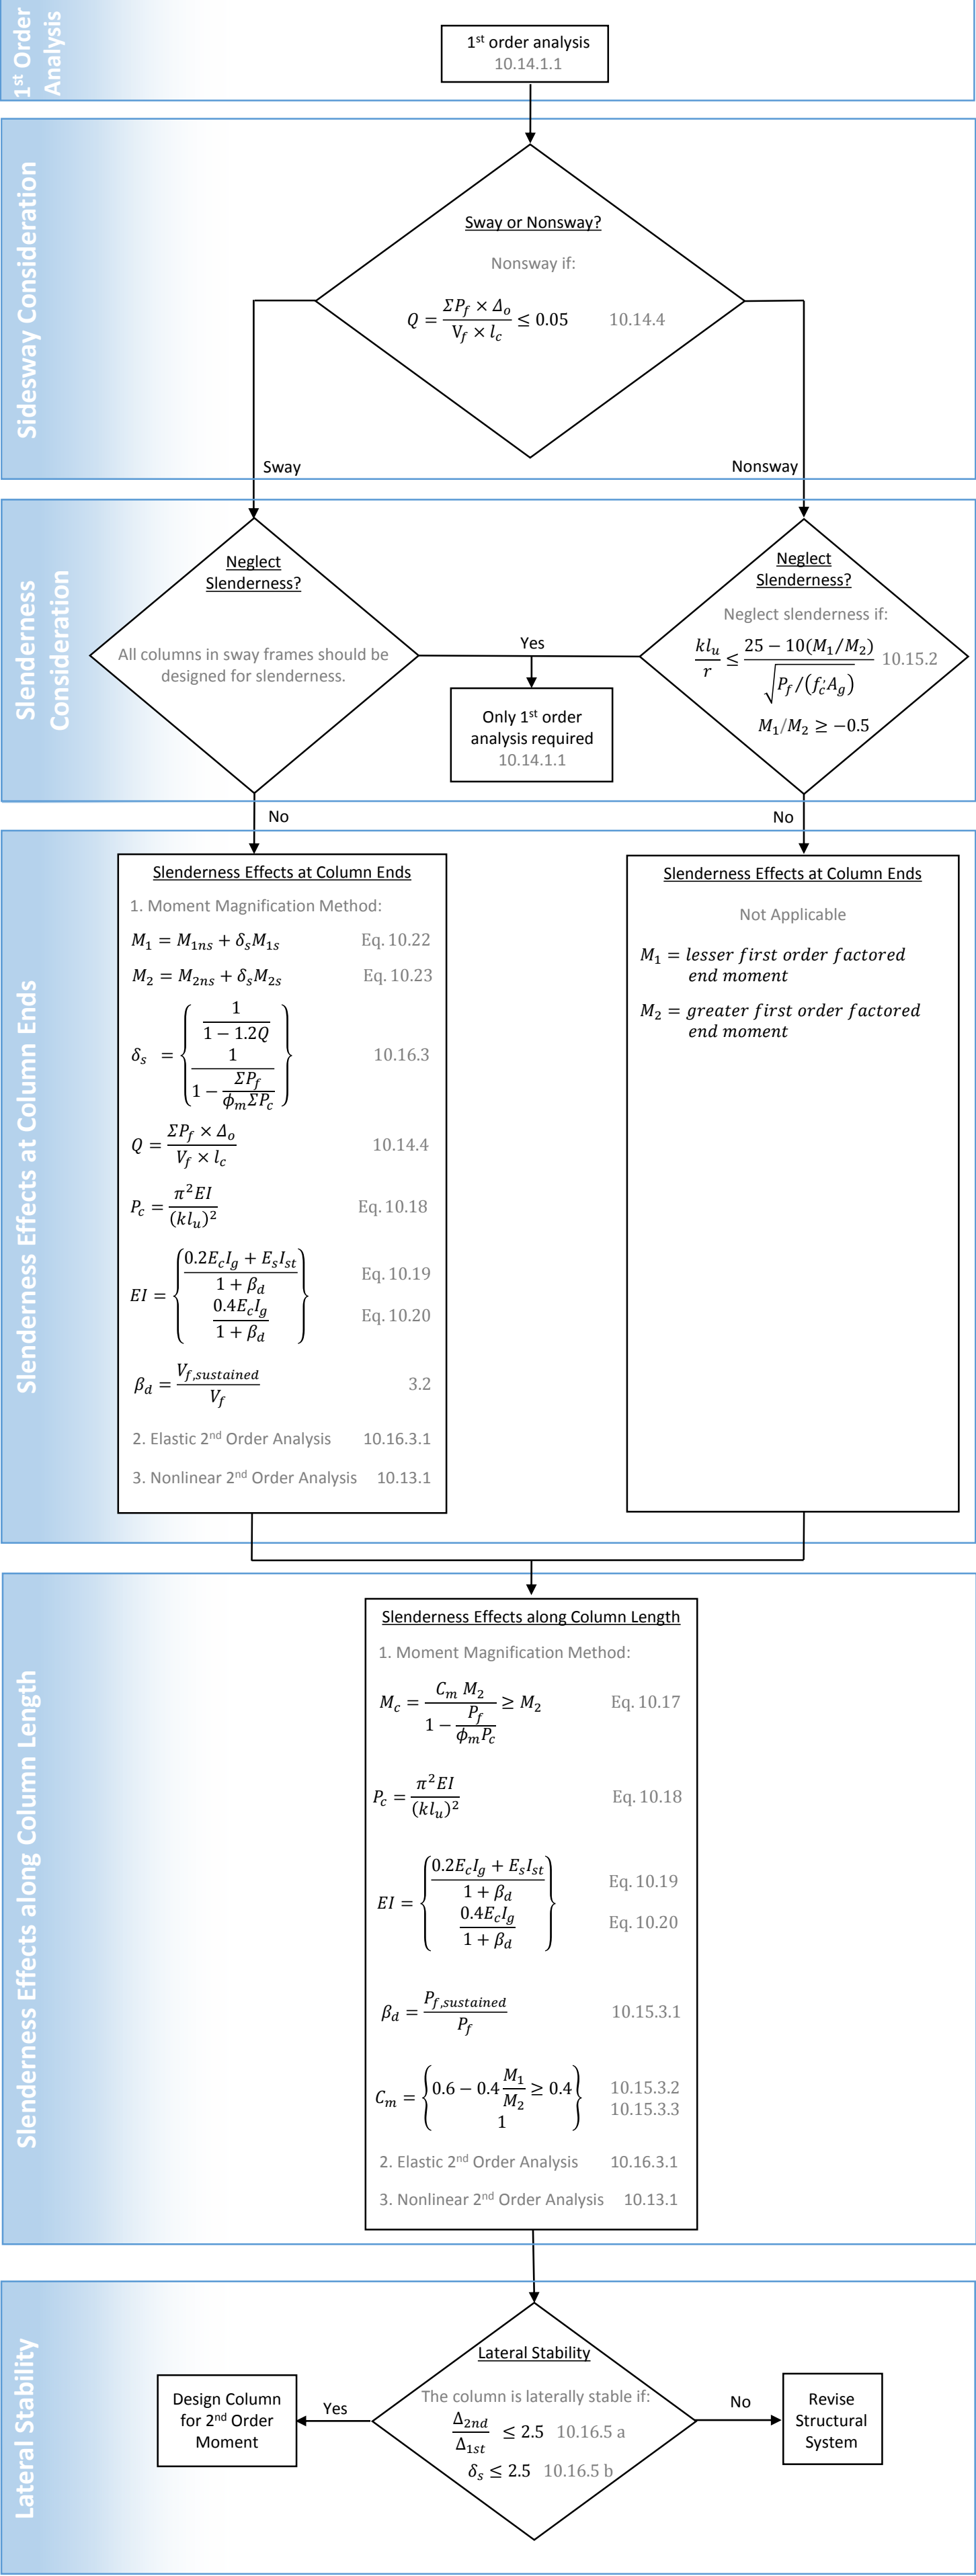 1st Order
Analysis
1st order analysis
10.14.1.1
Sidesway Consideration
Sway or Nonsway?
Nonsway if:
Q = ΣPf × Δo / Vf × lc ≤ 0.05 10.14.4
Sway
Nonsway
Slenderness
Consideration
Neglect
Slenderness?
All columns in sway frames should be
designed for slenderness.
Yes
Only 1st order
analysis required
10.14.1.1
Neglect
Slenderness?
Neglect slenderness if:
klu / r ≤ 25 − 10(M1/M2) / √Pf/(f'cAg) 10.15.2
M1/M2 ≥ −0.5
No
No
Slenderness Effects at Column Ends
Slenderness Effects at Column Ends
1. Moment Magnification Method:
M1 = M1ns + δsM1s Eq. 10.22
M2 = M2ns + δsM2s Eq. 10.23
δs = { 1 / 1 − 1.2Q
1 / 1 − ΣPf / ϕmΣPc } 10.16.3
Q = ΣPf × Δo / Vf × lc 10.14.4
Pc = π²EI / (klu)² Eq. 10.18
EI = { 0.2EcIg + EsIst / 1 + βd Eq. 10.19
0.4EcIg / 1 + βd } Eq. 10.20
βd = Vf,sustained / Vf 3.2
2. Elastic 2nd Order Analysis 10.16.3.1
3. Nonlinear 2nd Order Analysis 10.13.1
Slenderness Effects at Column Ends
Not Applicable
M1 = lesser first order factored
end moment
M2 = greater first order factored
end moment
Slenderness Effects along Column Length
Slenderness Effects along Column Length
1. Moment Magnification Method:
Mc = Cm M2 / 1 − Pf / ϕmPc ≥ M2 Eq. 10.17
Pc = π²EI / (klu)² Eq. 10.18
EI = { 0.2EcIg + EsIst / 1 + βd Eq. 10.19
0.4EcIg / 1 + βd } Eq. 10.20
βd = Pf,sustained / Pf 10.15.3.1
Cm = { 0.6 − 0.4 M1 / M2 ≥ 0.4 10.15.3.2
1 } 10.15.3.3
2. Elastic 2nd Order Analysis 10.16.3.1
3. Nonlinear 2nd Order Analysis 10.13.1
Lateral Stability
Lateral Stability
The column is laterally stable if:
Δ2nd / Δ1st ≤ 2.5 10.16.5 a
δs ≤ 2.5 10.16.5 b
Yes
Design Column
for 2nd Order
Moment
No
Revise
Structural
System